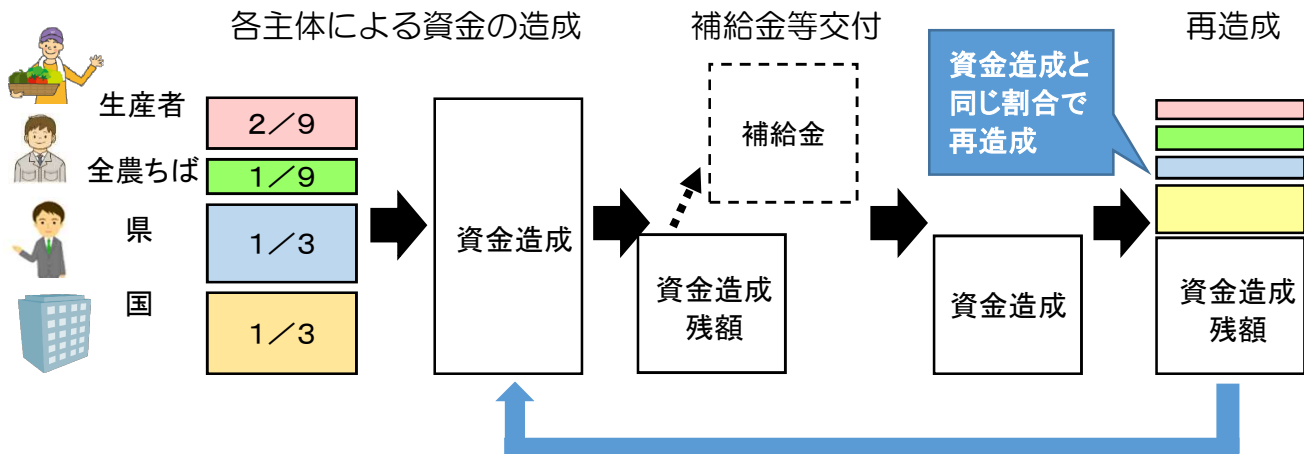 各主体による資金の造成
補給金等交付
再造成
生産者
2／9
全農ちば
1／9
県
1／3
国
1／3
資金造成
補給金
資金造成
残額
資金造成
資金造成と
同じ割合で
再造成
資金造成
残額